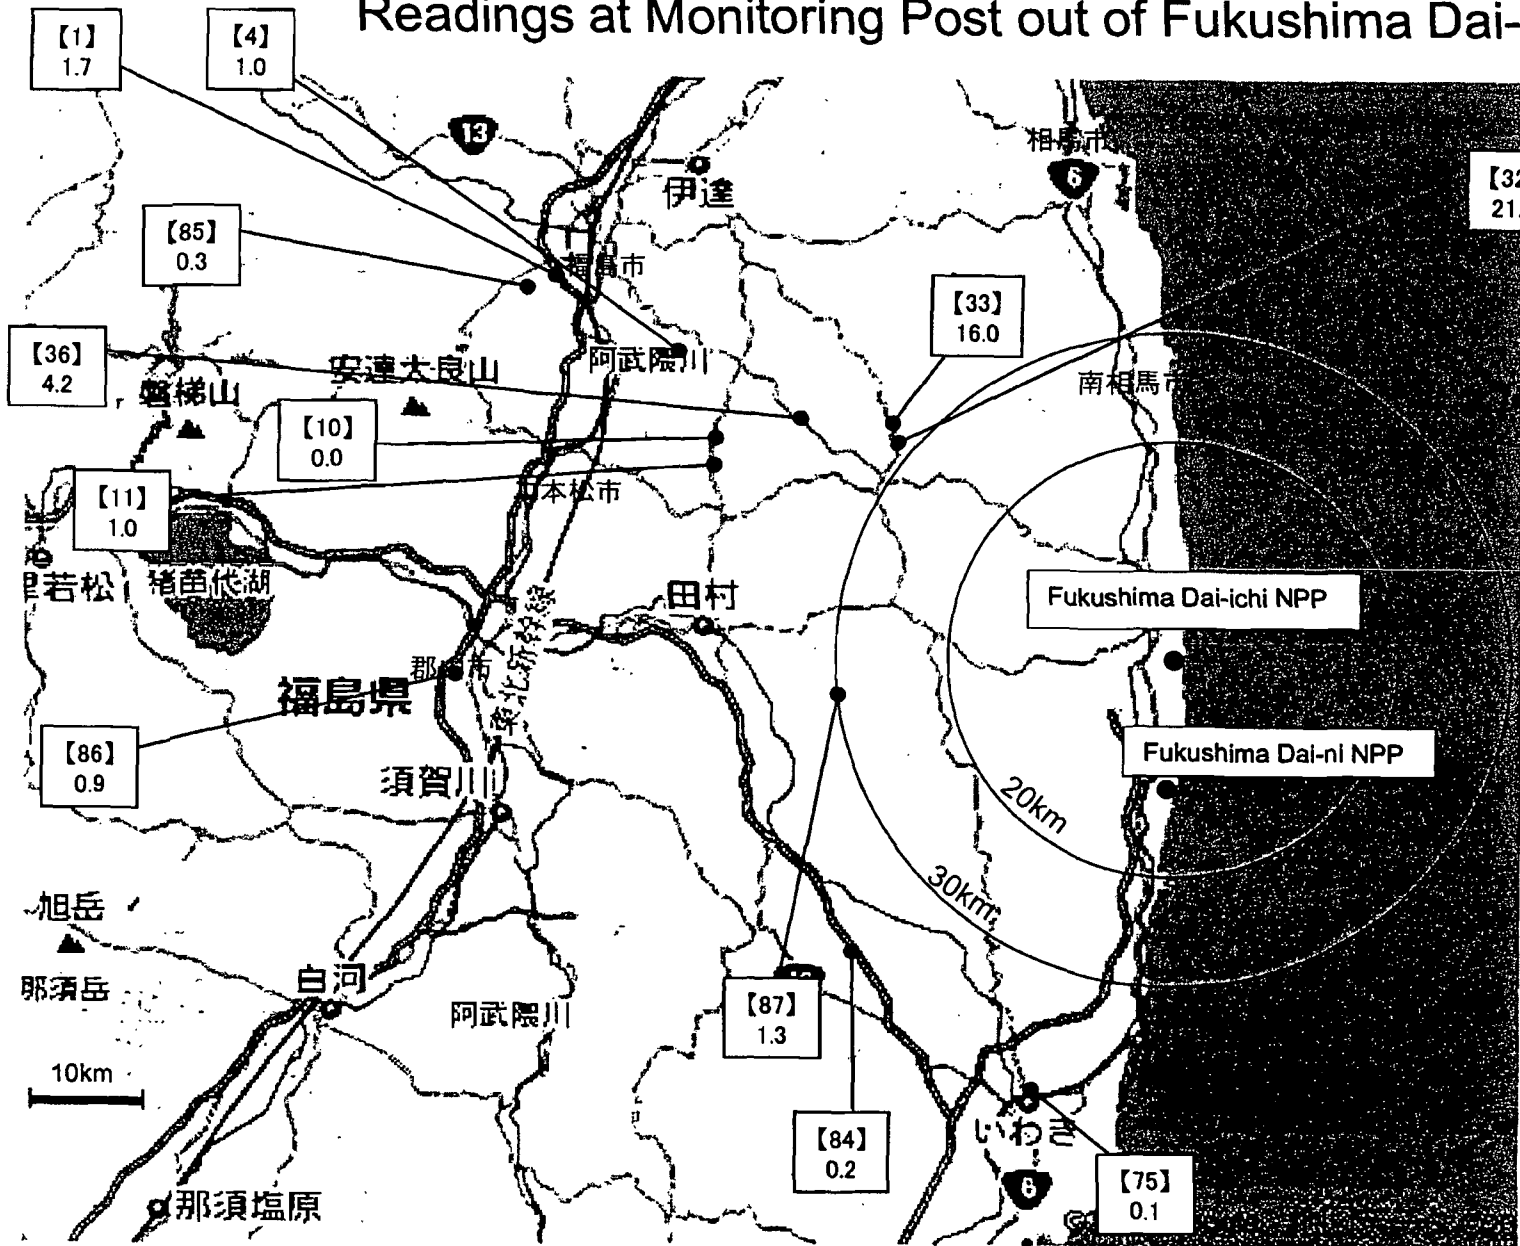 Readings at Monitoring Post out of Fukushima Dai-
【1】
1.7
【4】
1.0
13
伊達
相馬市
6
【32
21.
【85】
0.3
福島市
【33】
16.0
【36】
4.2
安達太良山
阿武隈川
南相馬市
磐梯山
【10】
0.0
【11】
1.0
本松市
若松
猪苗代湖
田村
Fukushima Dai-ichi NPP
東北
郡山市
福島県
【86】
0.9
須賀川
Fukushima Dai-ni NPP
20km
30km
旭岳
那須岳
白河
阿武隈川
【87】
1.3
10km
【84】
0.2
いわき
6
【75】
0.1
那須塩原